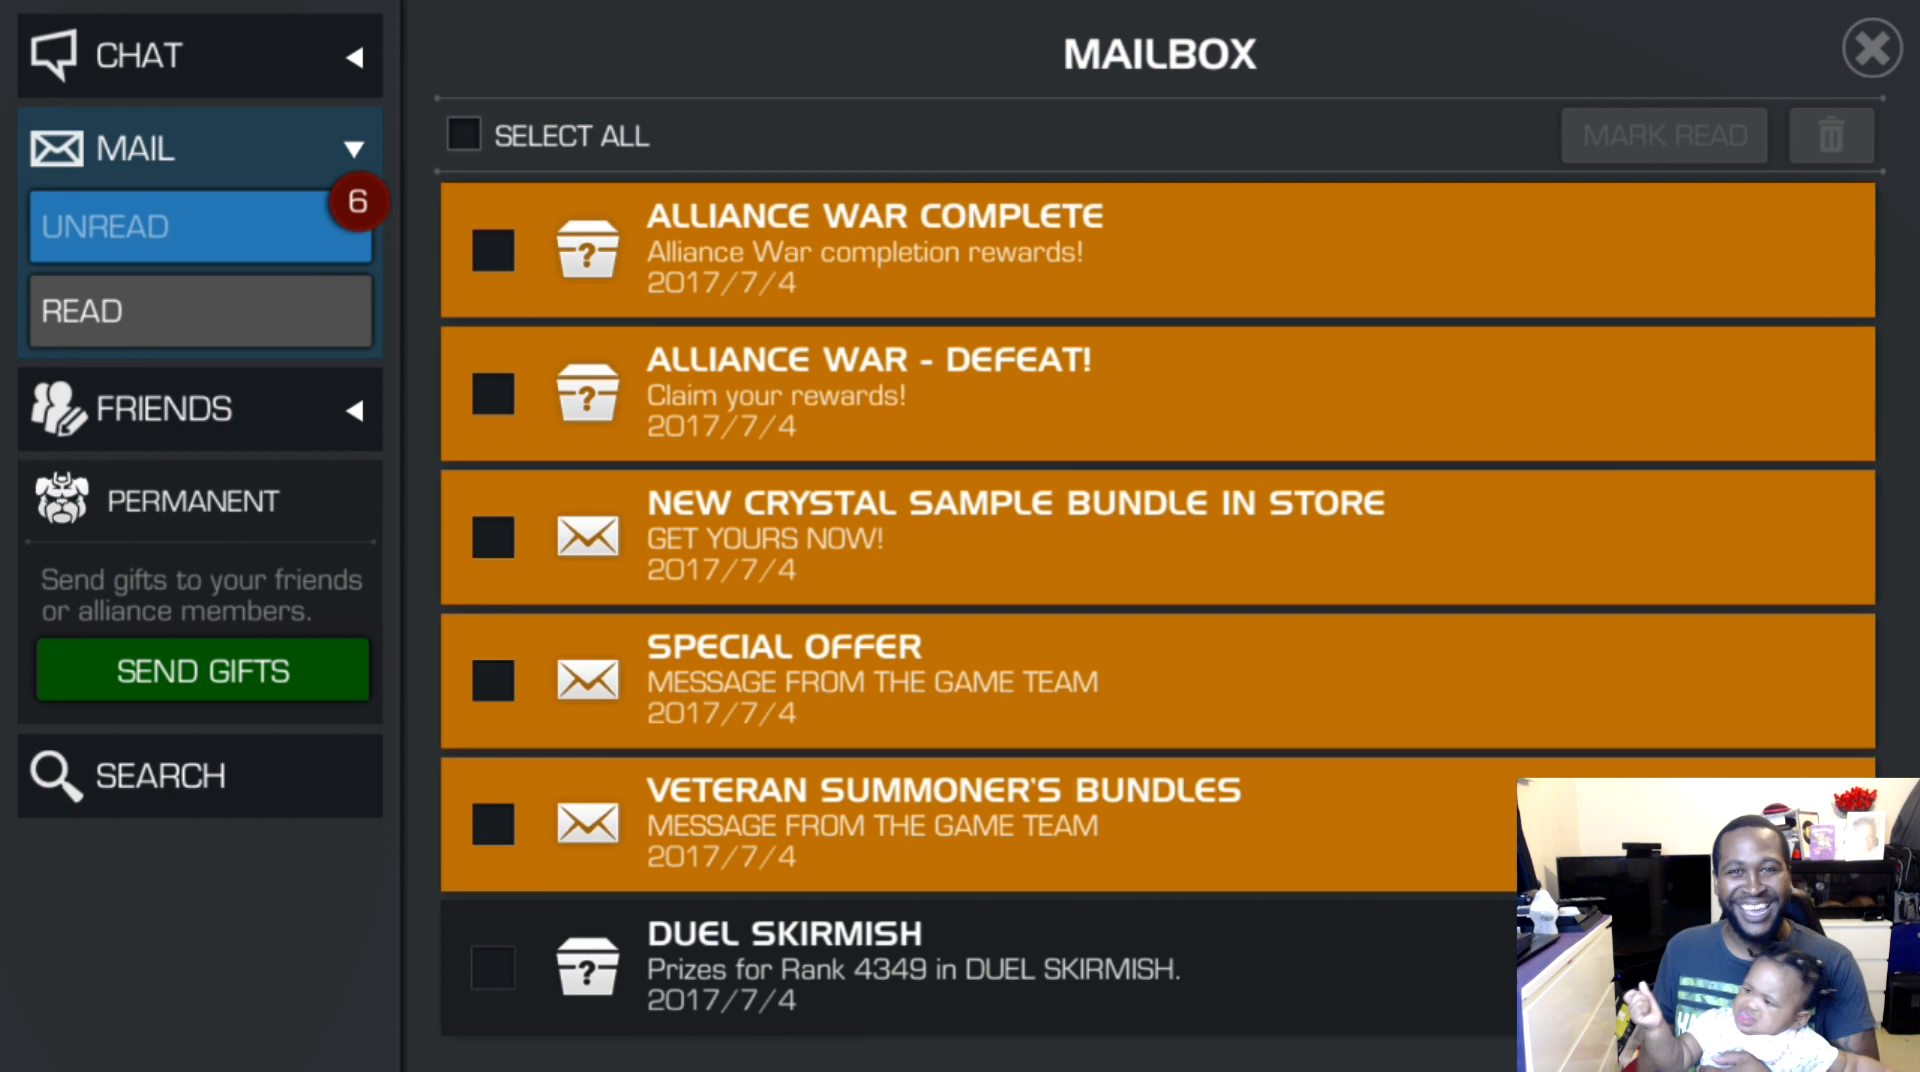 CHAT
MAIL
6
UNREAD
READ
FRIENDS
PERMANENT
Send gifts to your friends
or alliance members.
SEND GIFTS
SEARCH
MAILBOX
SELECT ALL
MARK READ
ALLIANCE WAR COMPLETE
Alliance War completion rewards!
2017/7/4
ALLIANCE WAR - DEFEAT!
Claim your rewards!
2017/7/4
NEW CRYSTAL SAMPLE BUNDLE IN STORE
GET YOURS NOW!
2017/7/4
SPECIAL OFFER
MESSAGE FROM THE GAME TEAM
2017/7/4
VETERAN SUMMONER'S BUNDLES
MESSAGE FROM THE GAME TEAM
2017/7/4
DUEL SKIRMISH
Prizes for Rank 4349 in DUEL SKIRMISH.
2017/7/4